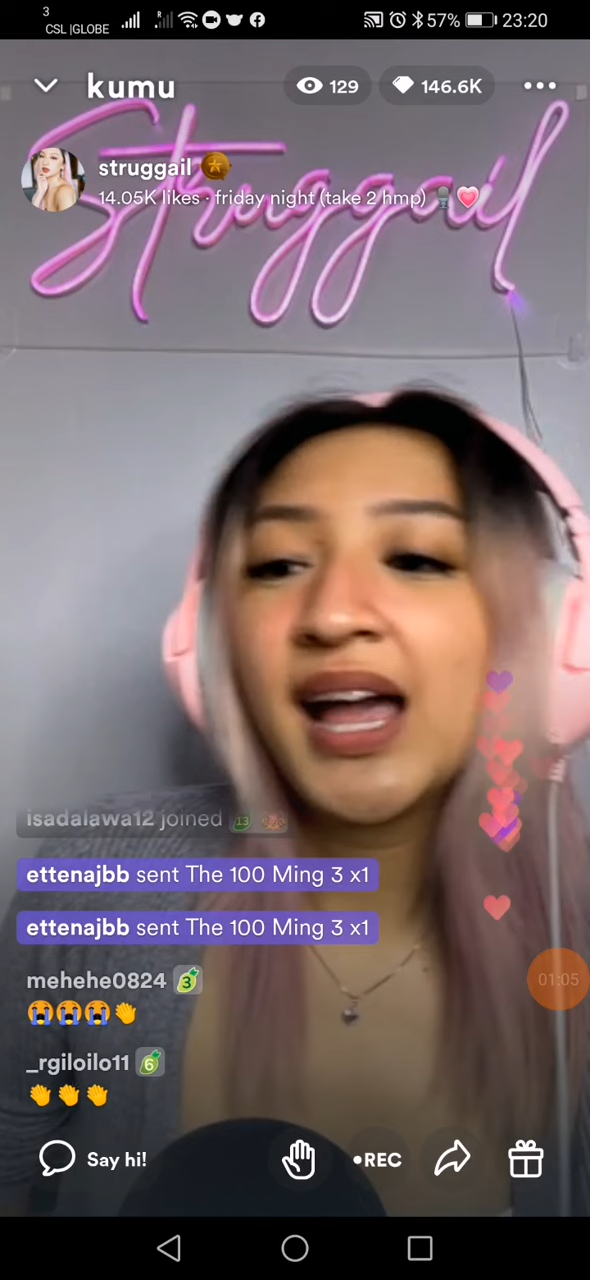 3
CSL |GLOBE
57%
23:20
kumu
129
146.6K
Struggail
struggail
14.05K likes · friday night (take 2 hmp)
isadalawa12 joined 13
ettenajbb sent The 100 Ming 3 x1
ettenajbb sent The 100 Ming 3 x1
mehehe0824 3
😭😭😭👏
_rgiloilo11 6
👏👏👏
01:05
Say hi!
•REC